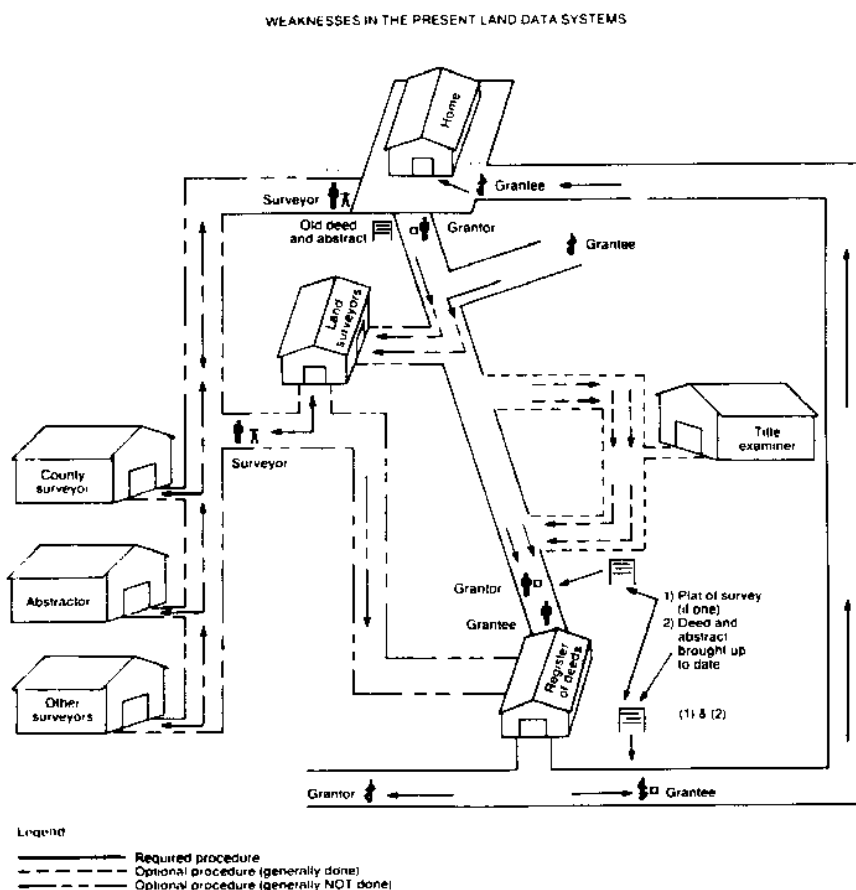 WEAKNESSES IN THE PRESENT LAND DATA SYSTEMS
Home
Surveyor
Grantee
Old deed
and abstract
Grantor
Grantee
Land
surveyors
Surveyor
Title
examiner
County
surveyor
Abstractor
Other
surveyors
Grantor
Grantee
1) Plat of survey
(if one)
2) Deed and
abstract
brought up
to date
Register
of deeds
(1) & (2)
Grantor
Grantee
Legend
Required procedure
Optional procedure (generally done)
Optional procedure (generally NOT done)